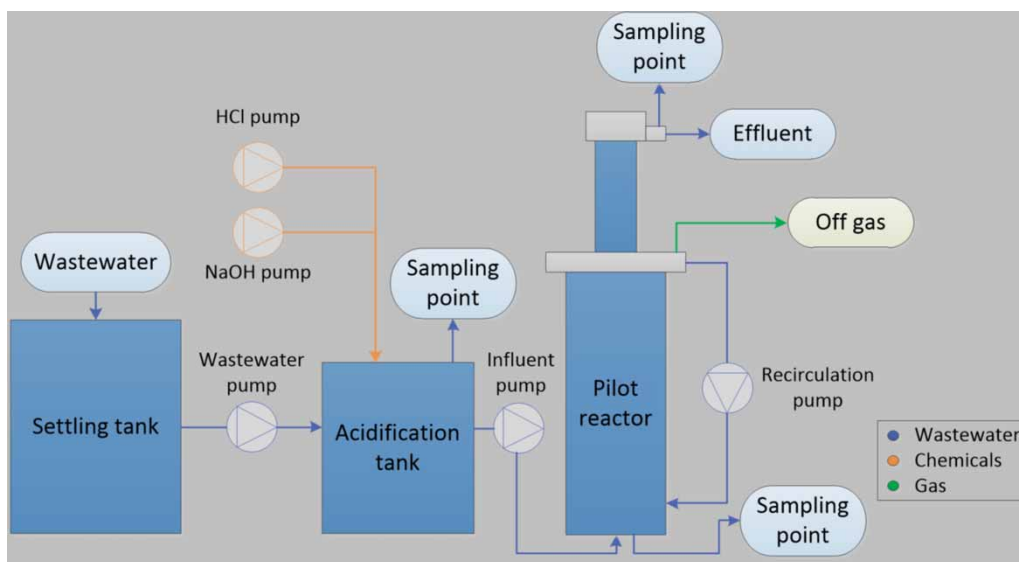 Sampling
point
HCl pump
Effluent
Off gas
Wastewater
NaOH pump
Sampling
point
Wastewater
pump
Influent
pump
Pilot
reactor
Recirculation
pump
Settling tank
Acidification
tank
Wastewater
Chemicals
Gas
Sampling
point